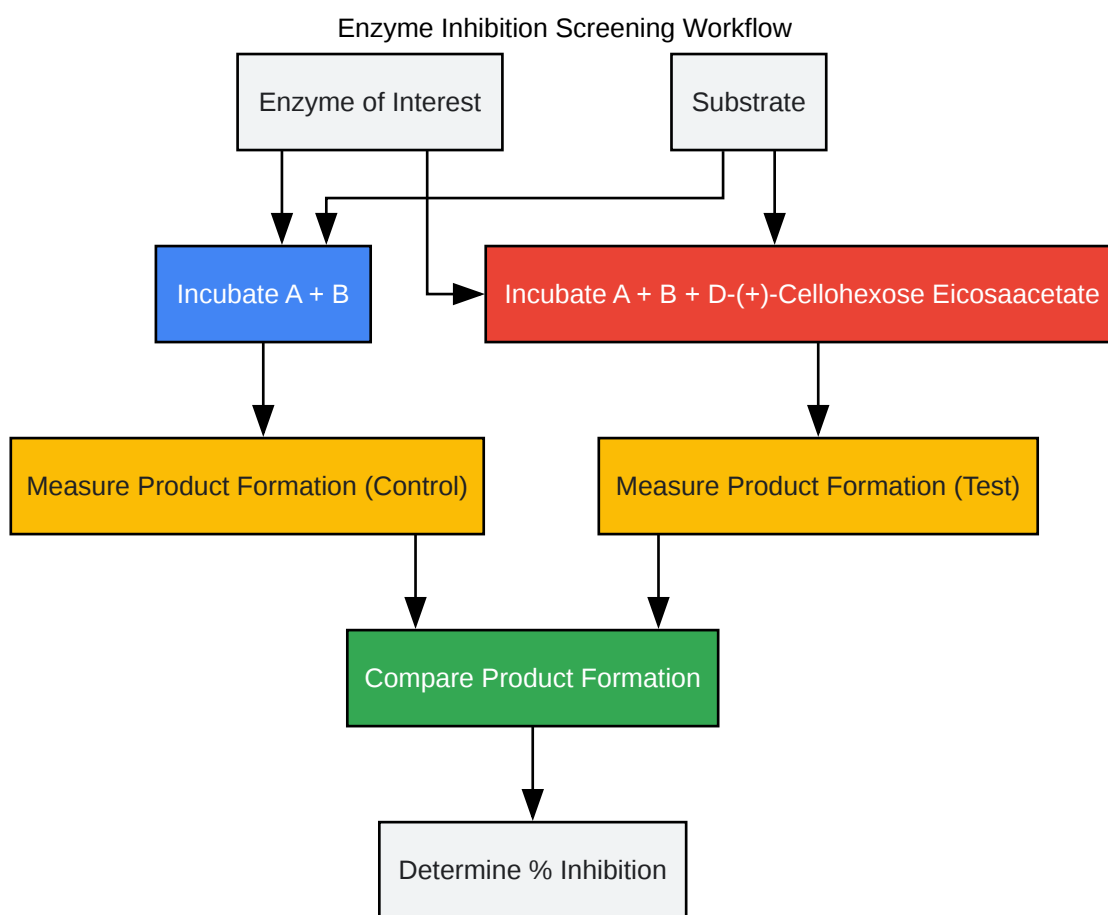 Enzyme Inhibition Screening Workflow
Enzyme of Interest
Substrate
Incubate A + B
Incubate A + B + D-(+)-Cellohexose Eicosaacetate
Measure Product Formation (Control)
Measure Product Formation (Test)
Compare Product Formation
Determine % Inhibition